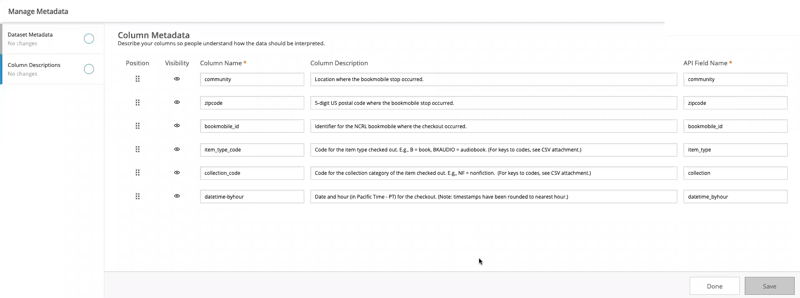 Manage Metadata
Dataset Metadata
No changes
Column Descriptions
No changes
Column Metadata
Describe your columns so people understand how the data should be interpreted.
Position Visibility Column Name * Column Description API Field Name *
community Location where the bookmobile stop occurred. community
zipcode 5-digit US postal code where the bookmobile stop occurred. zipcode
bookmobile_id Identifier for the NCRL bookmobile where the checkout occurred. bookmobile_id
item_type_code Code for the item type checked out. E.g., B = book, BKAUDIO = audiobook. (For keys to codes, see CSV attachment.) item_type
collection_code Code for the collection category of the item checked out. E.g., NF = nonfiction. (For keys to codes, see CSV attachment.) collection
datetime-byhour Date and hour (in Pacific Time - PT) for the checkout. (Note: timestamps have been rounded to nearest hour.) datetime_byhour
Done Save